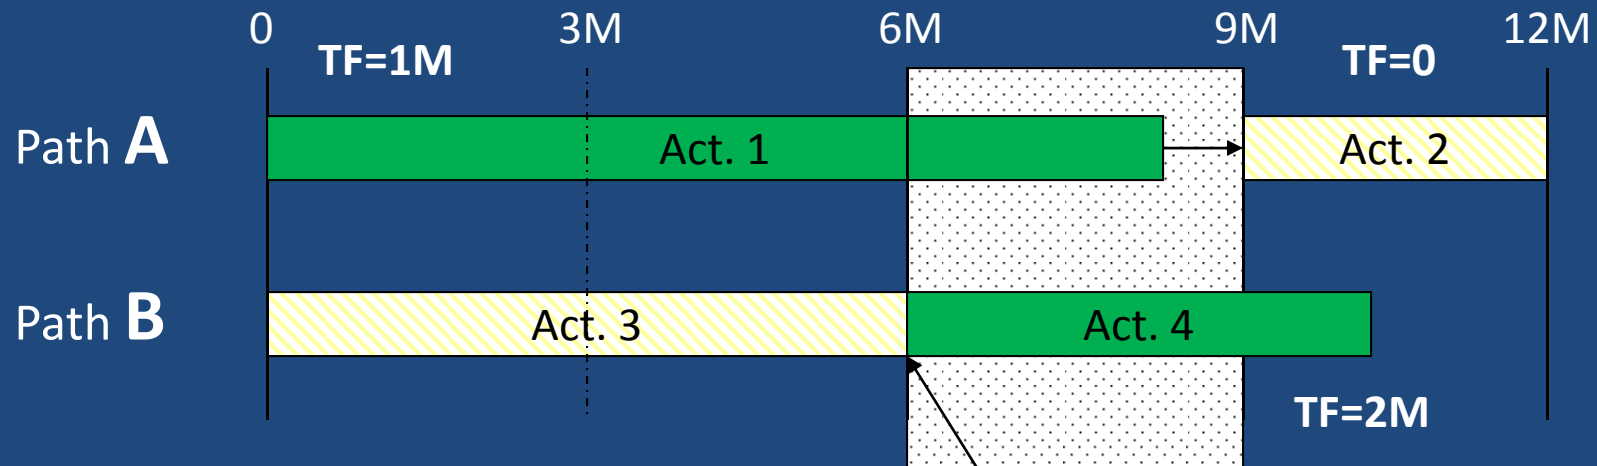 0 3M 6M 9M 12M
TF=1M TF=0
Path A Act. 1 Act. 2
Path B Act. 3 Act. 4
TF=2M